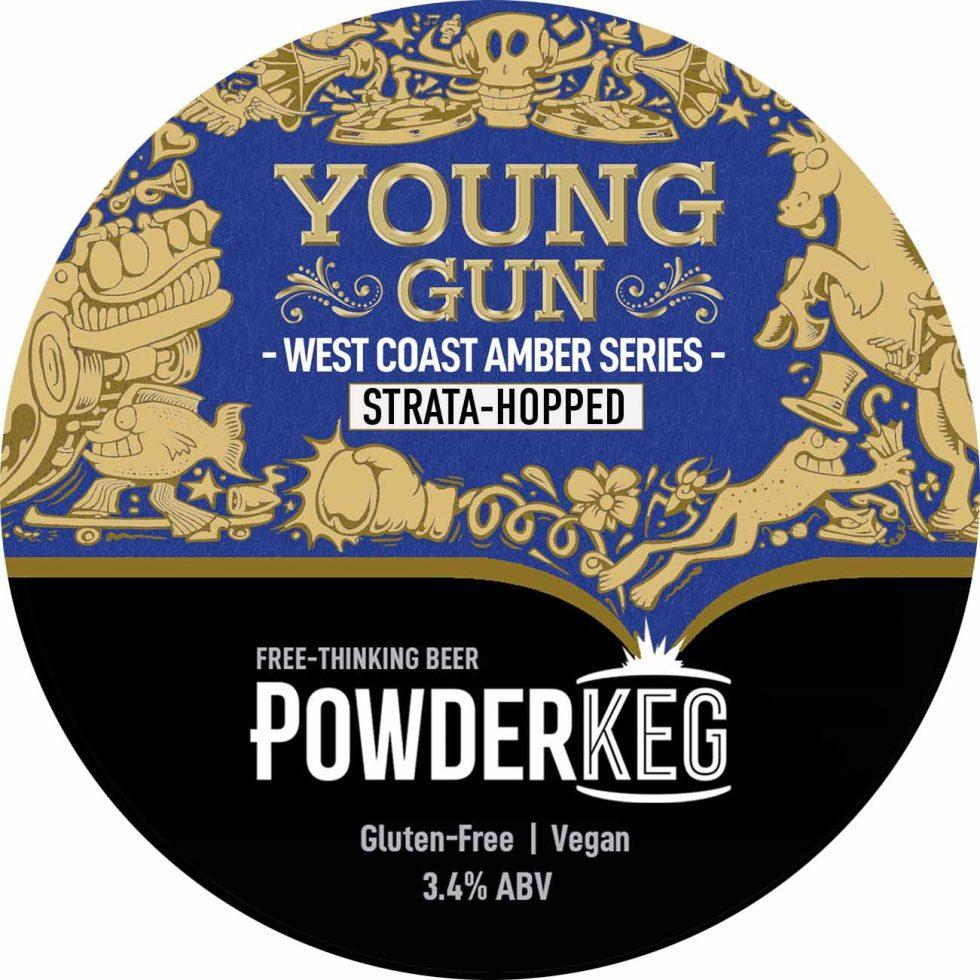 YOUNG
GUN
- WEST COAST AMBER SERIES -
STRATA-HOPPED
FREE-THINKING BEER
POWDERKEG
Gluten-Free | Vegan
3.4% ABV